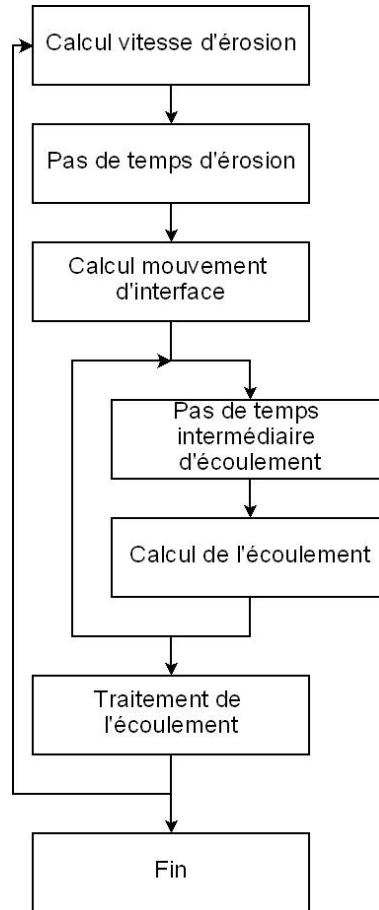 Calcul vitesse d'érosion
Pas de temps d'érosion
Calcul mouvement
d'interface
Pas de temps
intermédiaire
d'écoulement
Calcul de l'écoulement
Traitement de
l'écoulement
Fin